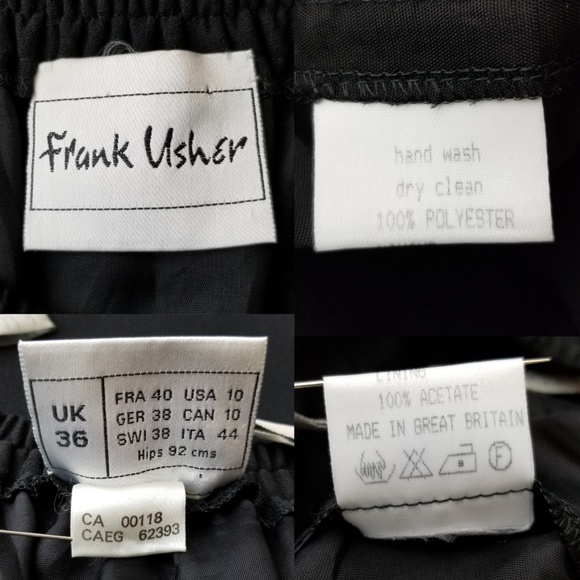 Frank Usher
hand wash
dry clean
100% POLYESTER
UK
36
FRA 40 USA 10
GER 38 CAN 10
SWI 38 ITA 44
Hips 92 cms
CA 00118
CAEG 62393
LINING
100% ACETATE
MADE IN GREAT BRITAIN
F